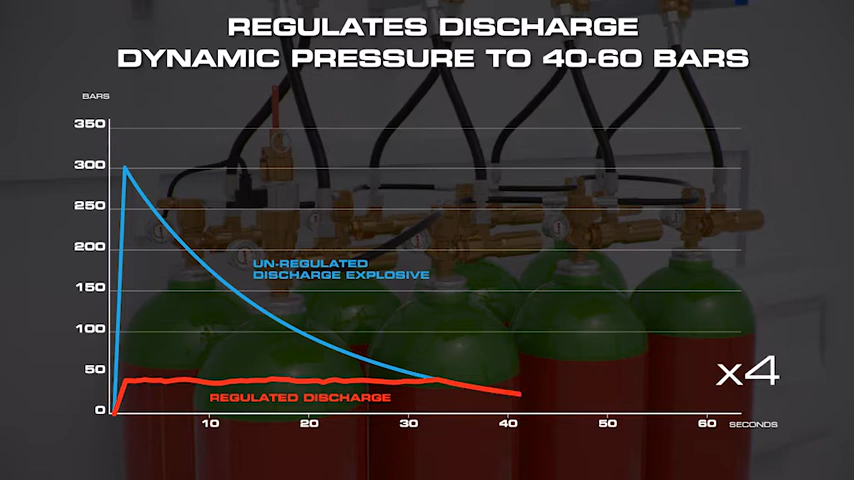 REGULATES DISCHARGE
DYNAMIC PRESSURE TO 40-60 BARS
BARS
350
300
250
200
150
100
50
0
UN-REGULATED
DISCHARGE EXPLOSIVE
REGULATED DISCHARGE
x4
10 20 30 40 50 60 SECONDS